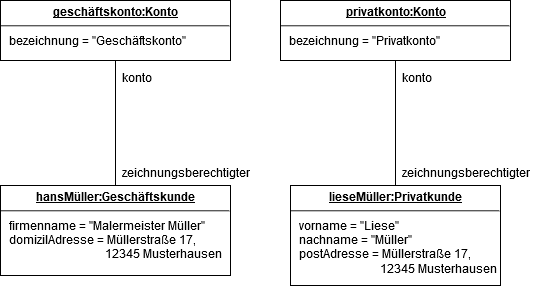 geschäftskonto:Konto
bezeichnung = "Geschäftskonto"
konto
zeichnungsberechtigter
hansMüller:Geschäftskunde
firmenname = "Malermeister Müller"
domizilAdresse = Müllerstraße 17,
12345 Musterhausen
privatkonto:Konto
bezeichnung = "Privatkonto"
konto
zeichnungsberechtigter
lieseMüller:Privatkunde
vorname = "Liese"
nachname = "Müller"
postAdresse = Müllerstraße 17,
12345 Musterhausen